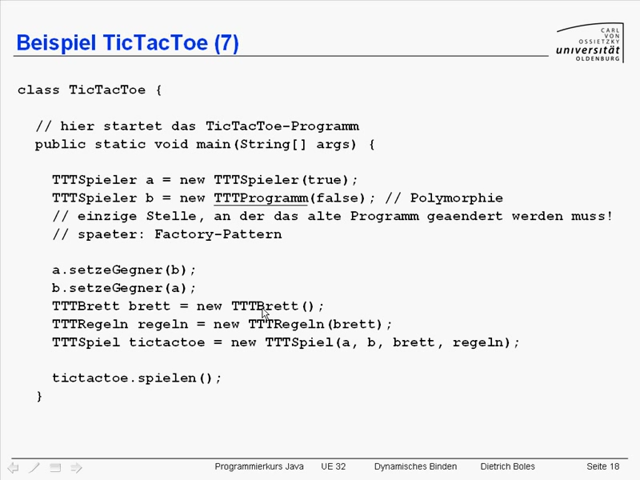 Beispiel TicTacToe (7)
CARL
VON
OSSIETZKY
universität
OLDENBURG
class TicTacToe {
// hier startet das TicTacToe-Programm
public static void main(String[] args) {
TTTSpieler a = new TTTSpieler(true);
TTTSpieler b = new TTTProgramm(false); // Polymorphie
// einzige Stelle, an der das alte Programm geaendert werden muss!
// spaeter: Factory-Pattern
a.setzeGegner(b);
b.setzeGegner(a);
TTTBrett brett = new TTTBrett();
TTTRegeln regeln = new TTTRegeln(brett);
TTTSpiel tictactoe = new TTTSpiel(a, b, brett, regeln);
tictactoe.spielen();
}
Programmierkurs Java UE 32 Dynamisches Binden Dietrich Boles Seite 18